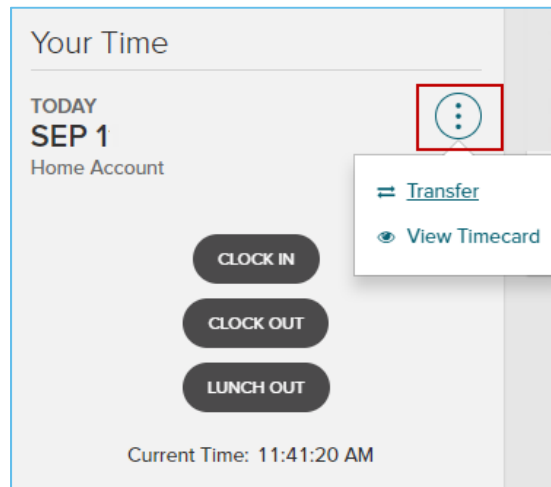 Your Time
TODAY
SEP 1
Home Account
Transfer
View Timecard
CLOCK IN
CLOCK OUT
LUNCH OUT
Current Time: 11:41:20 AM